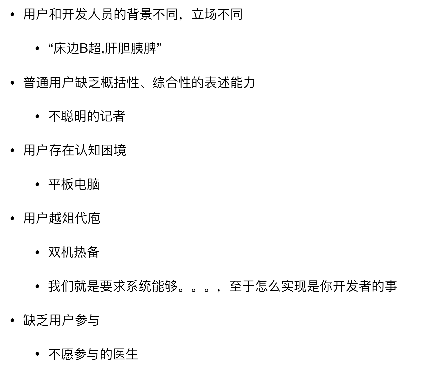 • 用户和开发人员的背景不同，立场不同
• “床边B超,肝胆胰脾”
• 普通用户缺乏概括性、综合性的表述能力
• 不聪明的记者
• 用户存在认知困境
• 平板电脑
• 用户越俎代庖
• 双机热备
• 我们就是要求系统能够。。。，至于怎么实现是你开发者的事
• 缺乏用户参与
• 不愿参与的医生